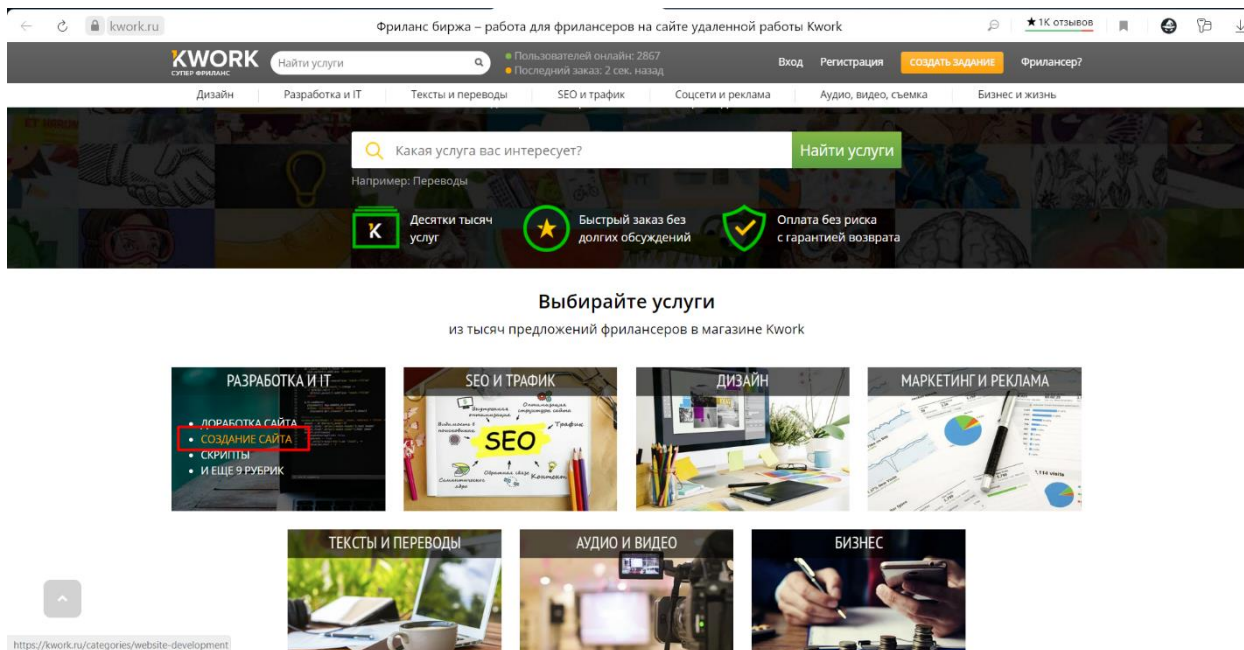 kwork.ru
Фриланс биржа – работа для фрилансеров на сайте удаленной работы Kwork
★ 1K отзывов
KWORK
СУПЕР ФРИЛАНС
Найти услуги
Пользователей онлайн: 2867
Последний заказ: 2 сек. назад
Вход
Регистрация
СОЗДАТЬ ЗАДАНИЕ
Фрилансер?
Дизайн
Разработка и IT
Тексты и переводы
SEO и трафик
Соцсети и реклама
Аудио, видео, съемка
Бизнес и жизнь
Какая услуга вас интересует?
Найти услуги
Например: Переводы
Десятки тысяч
услуг
Быстрый заказ без
долгих обсуждений
Оплата без риска
с гарантией возврата
Выбирайте услуги
из тысяч предложений фрилансеров в магазине Kwork
РАЗРАБОТКА И IT
• ДОРАБОТКА САЙТА
• СОЗДАНИЕ САЙТА
• СКРИПТЫ
• И ЕЩЕ 9 РУБРИК
SEO И ТРАФИК
SEO
Трафик
Контент
ДИЗАЙН
МАРКЕТИНГ И РЕКЛАМА
1,114 visits
ТЕКСТЫ И ПЕРЕВОДЫ
АУДИО И ВИДЕО
БИЗНЕС
https://kwork.ru/categories/website-development